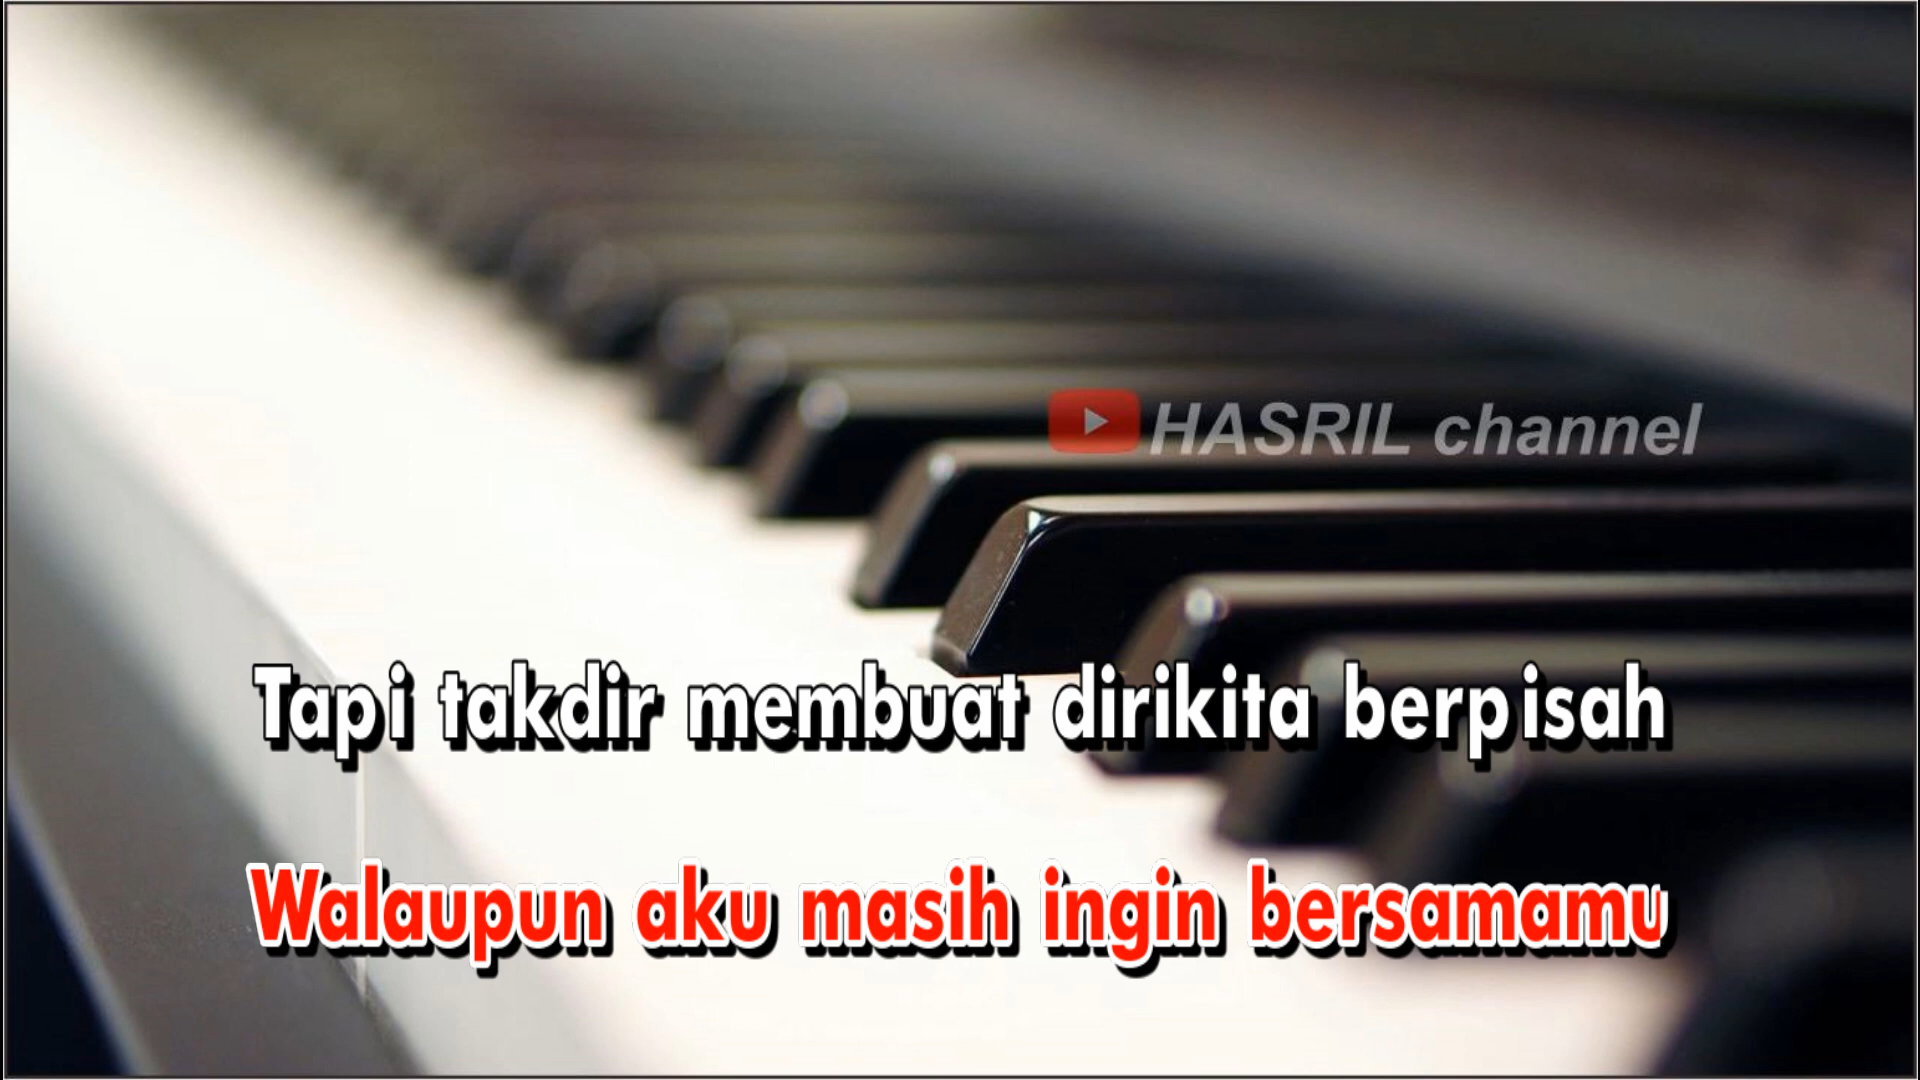 HASRIL channel
Tapi takdir membuat dirikita berpisah
Walaupun aku masih ingin bersamamu